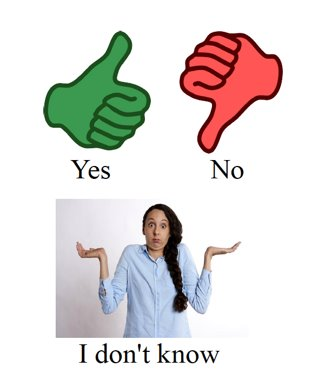 Yes No
I don't know